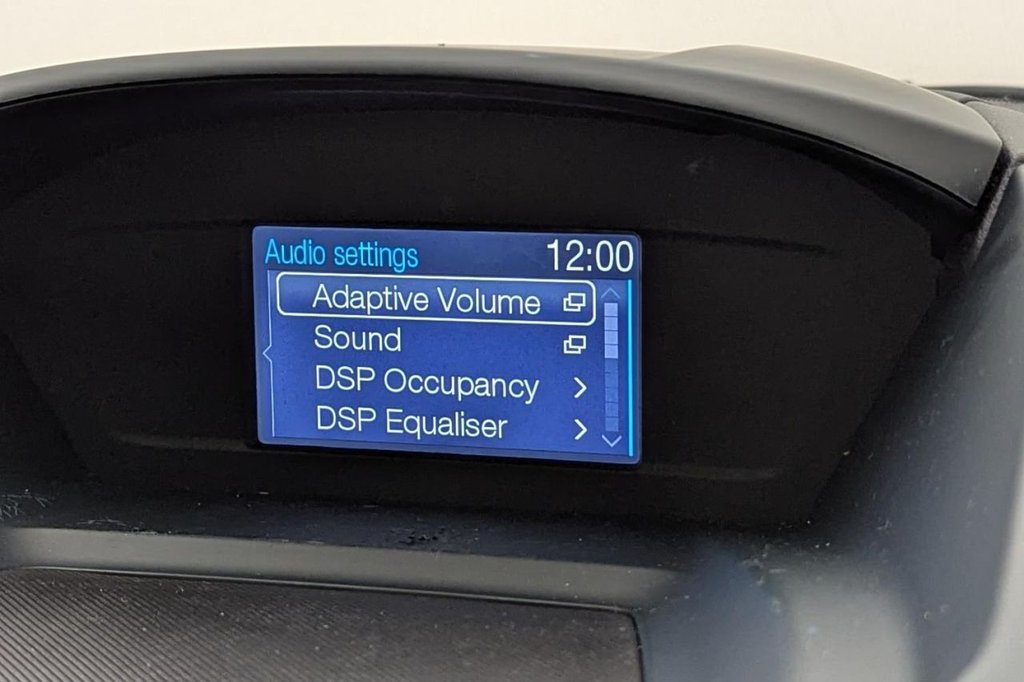 Audio settings 12:00
Adaptive Volume
Sound
DSP Occupancy
DSP Equaliser